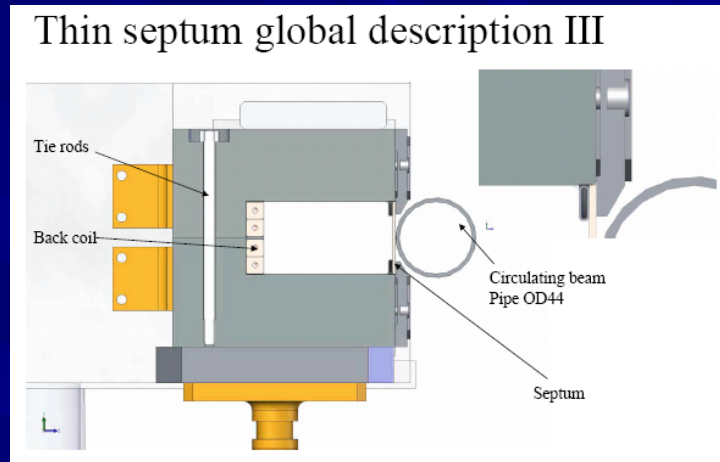 Thin septum global description III
Tie rods
Back coil
Circulating beam
Pipe OD44
Septum